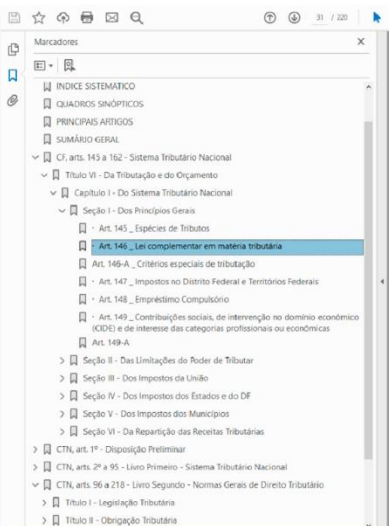 31 / 220
Marcadores
ÍNDICE SISTEMÁTICO
QUADROS SINÓPTICOS
PRINCIPAIS ARTIGOS
SUMÁRIO GERAL
CF, arts. 145 a 162 - Sistema Tributário Nacional
Título VI - Da Tributação e do Orçamento
Capítulo I - Do Sistema Tributário Nacional
Seção I - Dos Princípios Gerais
· Art. 145 _ Espécies de Tributos
· Art. 146 _ Lei complementar em matéria tributária
Art. 146-A _ Critérios especiais de tributação
· Art. 147 _ Impostos no Distrito Federal e Territórios Federais
· Art. 148 _ Empréstimo Compulsório
· Art. 149 _ Contribuições sociais, de intervenção no domínio econômico
(CIDE) e de interesse das categorias profissionais ou econômicas
Art. 149-A
Seção II - Das Limitações do Poder de Tributar
Seção III - Dos Impostos da União
Seção IV - Dos Impostos dos Estados e do DF
Seção V - Dos Impostos dos Municípios
Seção VI - Da Repartição das Receitas Tributárias
CTN, art. 1º - Disposição Preliminar
CTN, arts. 2º a 95 - Livro Primeiro - Sistema Tributário Nacional
CTN, arts. 96 a 218 - Livro Segundo - Normas Gerais de Direito Tributário
Título I - Legislação Tributária
Título II - Obrigação Tributária